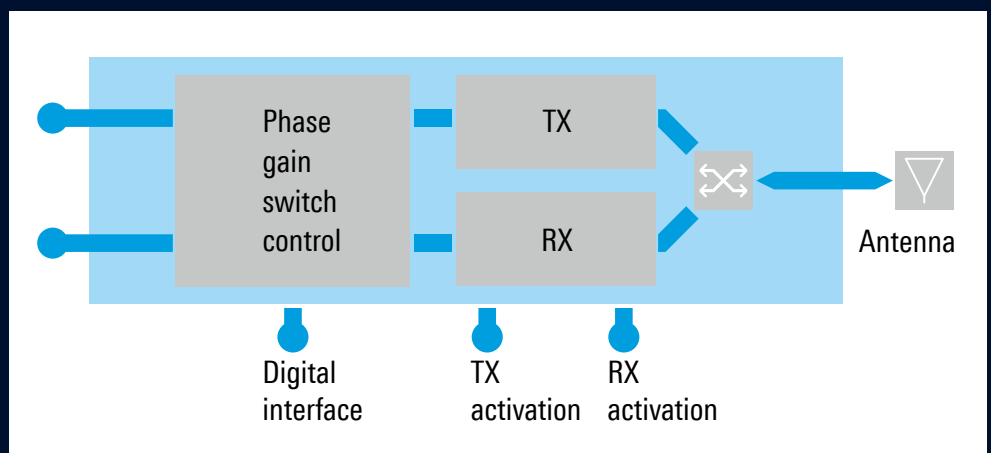 Phase
gain
switch
control
TX
RX
Antenna
Digital
interface
TX
activation
RX
activation